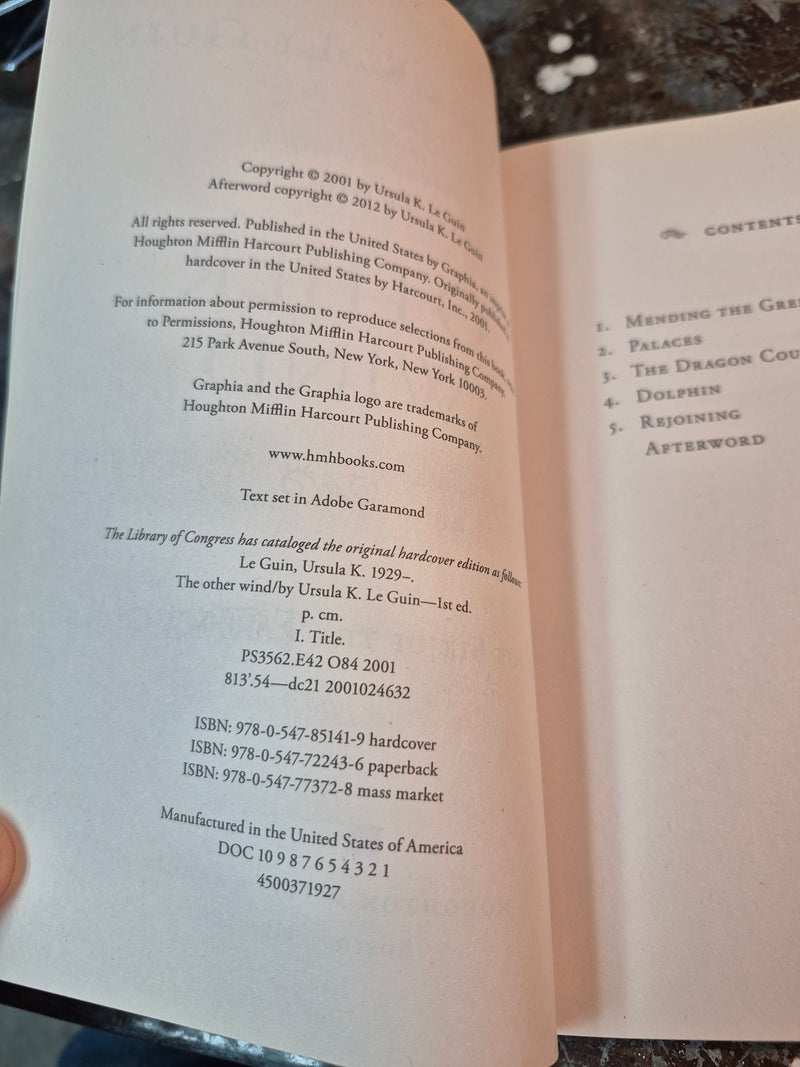 Copyright © 2001 by Ursula K. Le Guin
Afterword copyright © 2012 by Ursula K. Le Guin
All rights reserved. Published in the United States by Graphia, an
Houghton Mifflin Harcourt Publishing Company. Originally
hardcover in the United States by Harcourt, Inc., 2001.
For information about permission to reproduce selections from this book,
to Permissions, Houghton Mifflin Harcourt Publishing Company,
215 Park Avenue South, New York, New York 10003.
Graphia and the Graphia logo are trademarks of
Houghton Mifflin Harcourt Publishing Company.
www.hmhbooks.com
Text set in Adobe Garamond
The Library of Congress has cataloged the original hardcover edition as follows:
Le Guin, Ursula K. 1929–.
The other wind/by Ursula K. Le Guin—1st ed.
p. cm.
I. Title.
PS3562.E42 O84 2001
813'.54—dc21 2001024632
ISBN: 978-0-547-85141-9 hardcover
ISBN: 978-0-547-72243-6 paperback
ISBN: 978-0-547-77372-8 mass market
Manufactured in the United States of America
DOC 10 9 8 7 6 5 4 3 2 1
4500371927
CONTENTS
1. MENDING THE GRE
2. PALACES
3. THE DRAGON COU
4. DOLPHIN
5. REJOINING
AFTERWORD